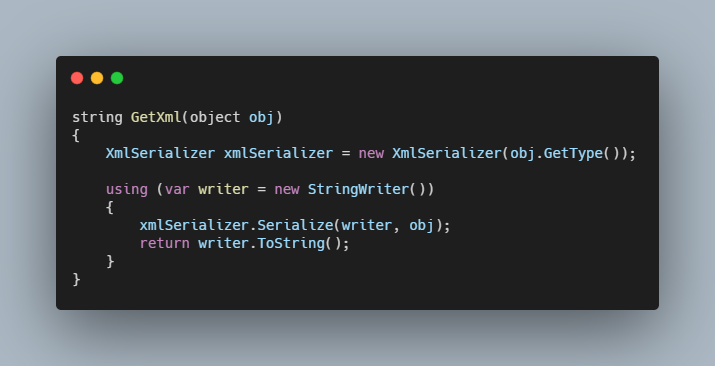 string GetXml(object obj)
{
    XmlSerializer xmlSerializer = new XmlSerializer(obj.GetType());

    using (var writer = new StringWriter())
    {
        xmlSerializer.Serialize(writer, obj);
        return writer.ToString();
    }
}